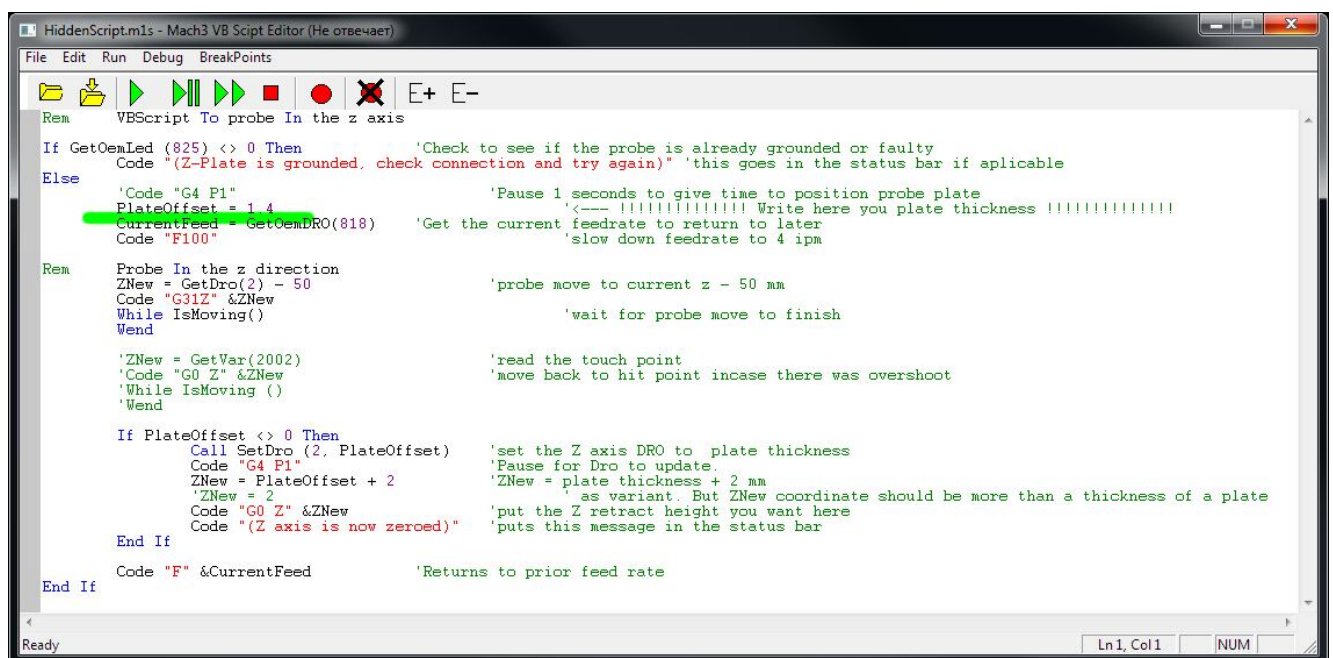 HiddenScript.m1s - Mach3 VB Scipt Editor (Не отвечает)
File Edit Run Debug BreakPoints
E+ E-
Rem VBScript To probe In the z axis
If GetOemLed (825) <> 0 Then 'Check to see if the probe is already grounded or faulty
Code "(Z-Plate is grounded, check connection and try again)" 'this goes in the status bar if aplicable
Else
'Code "G4 P1" 'Pause 1 seconds to give time to position probe plate
PlateOffset = 1.4 '<--- !!!!!!!!!!!!!! Write here you plate thickness !!!!!!!!!!!!!!
CurrentFeed = GetOemDRO(818) 'Get the current feedrate to return to later
Code "F100" 'slow down feedrate to 4 ipm
Rem Probe In the z direction
ZNew = GetDro(2) - 50 'probe move to current z - 50 mm
Code "G31Z" &ZNew
While IsMoving() 'wait for probe move to finish
Wend
'ZNew = GetVar(2002) 'read the touch point
'Code "G0 Z" &ZNew 'move back to hit point incase there was overshoot
'While IsMoving ()
'Wend
If PlateOffset <> 0 Then
Call SetDro (2, PlateOffset) 'set the Z axis DRO to plate thickness
Code "G4 P1" 'Pause for Dro to update.
ZNew = PlateOffset + 2 'ZNew = plate thickness + 2 mm
'ZNew = 2 ' as variant. But ZNew coordinate should be more than a thickness of a plate
Code "G0 Z" &ZNew 'put the Z retract height you want here
Code "(Z axis is now zeroed)" 'puts this message in the status bar
End If
Code "F" &CurrentFeed 'Returns to prior feed rate
End If
Ready Ln 1, Col 1 NUM